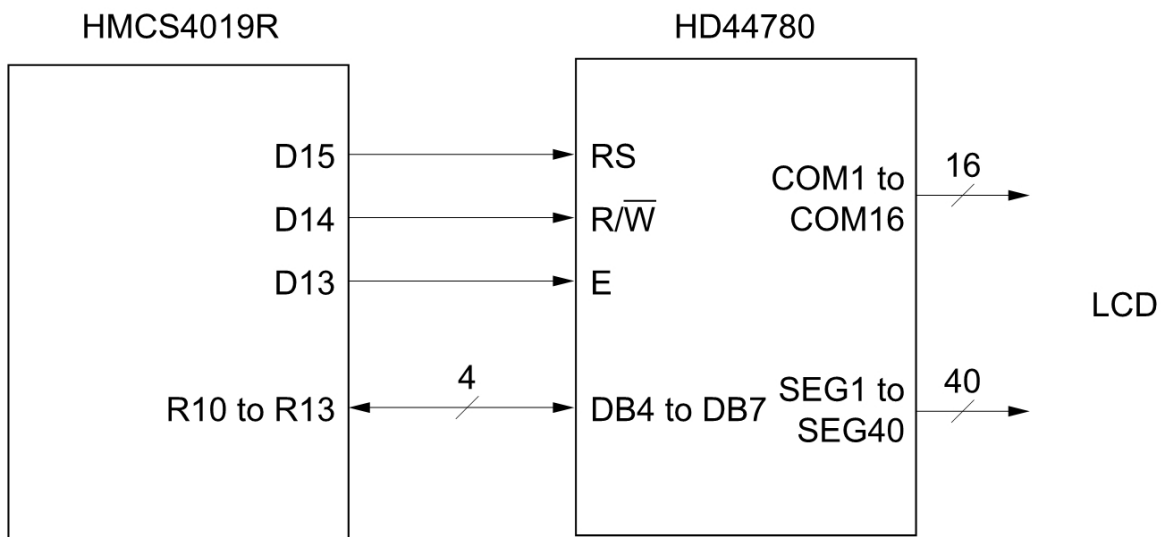 HMCS4019R
HD44780
D15
RS
D14
R/W̅
D13
E
R10 to R13
4
DB4 to DB7
COM1 to
COM16
16
SEG1 to
SEG40
40
LCD